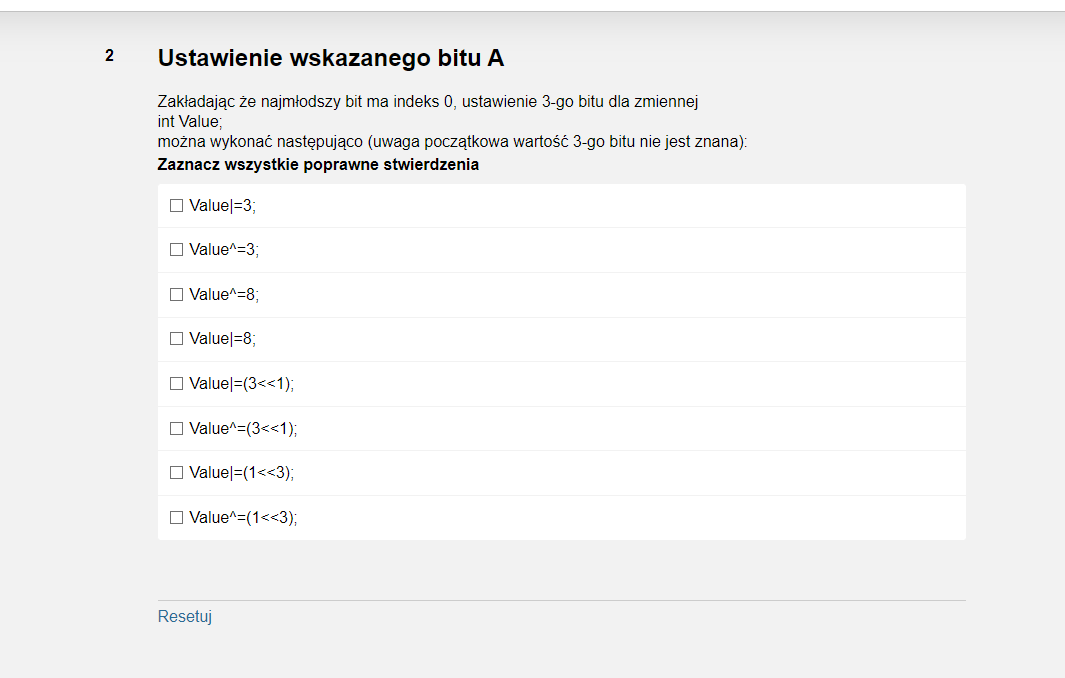 2
Ustawienie wskazanego bitu A
Zakładając że najmłodszy bit ma indeks 0, ustawienie 3-go bitu dla zmiennej
int Value;
można wykonać następująco (uwaga początkowa wartość 3-go bitu nie jest znana):
Zaznacz wszystkie poprawne stwierdzenia
Value|=3;
Value^=3;
Value^=8;
Value|=8;
Value|=(3<<1);
Value^=(3<<1);
Value|=(1<<3);
Value^=(1<<3);
Resetuj